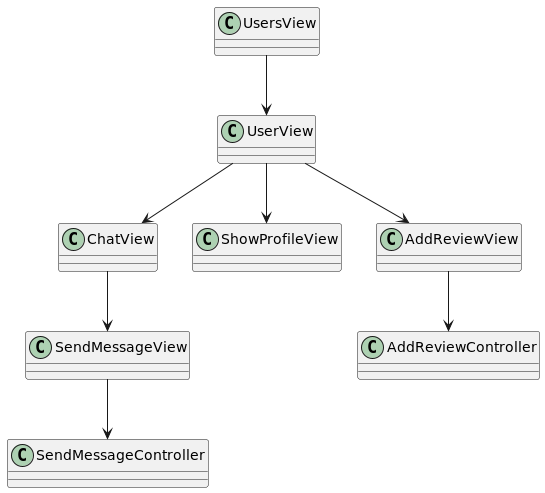 C UsersView
C UserView
C ChatView
C ShowProfileView
C AddReviewView
C SendMessageView
C AddReviewController
C SendMessageController